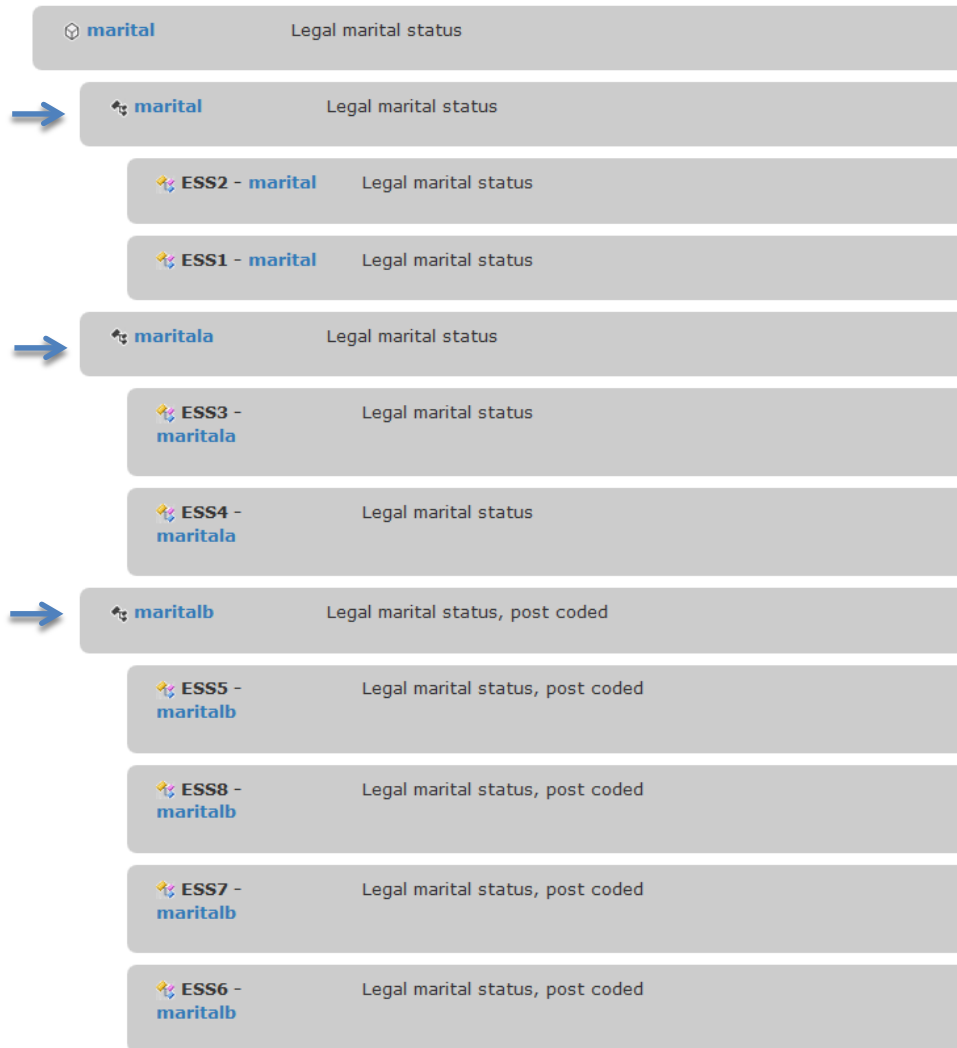 marital Legal marital status
marital Legal marital status
ESS2 - marital Legal marital status
ESS1 - marital Legal marital status
maritala Legal marital status
ESS3 - Legal marital status
maritala
ESS4 - Legal marital status
maritala
maritalb Legal marital status, post coded
ESS5 - Legal marital status, post coded
maritalb
ESS8 - Legal marital status, post coded
maritalb
ESS7 - Legal marital status, post coded
maritalb
ESS6 - Legal marital status, post coded
maritalb